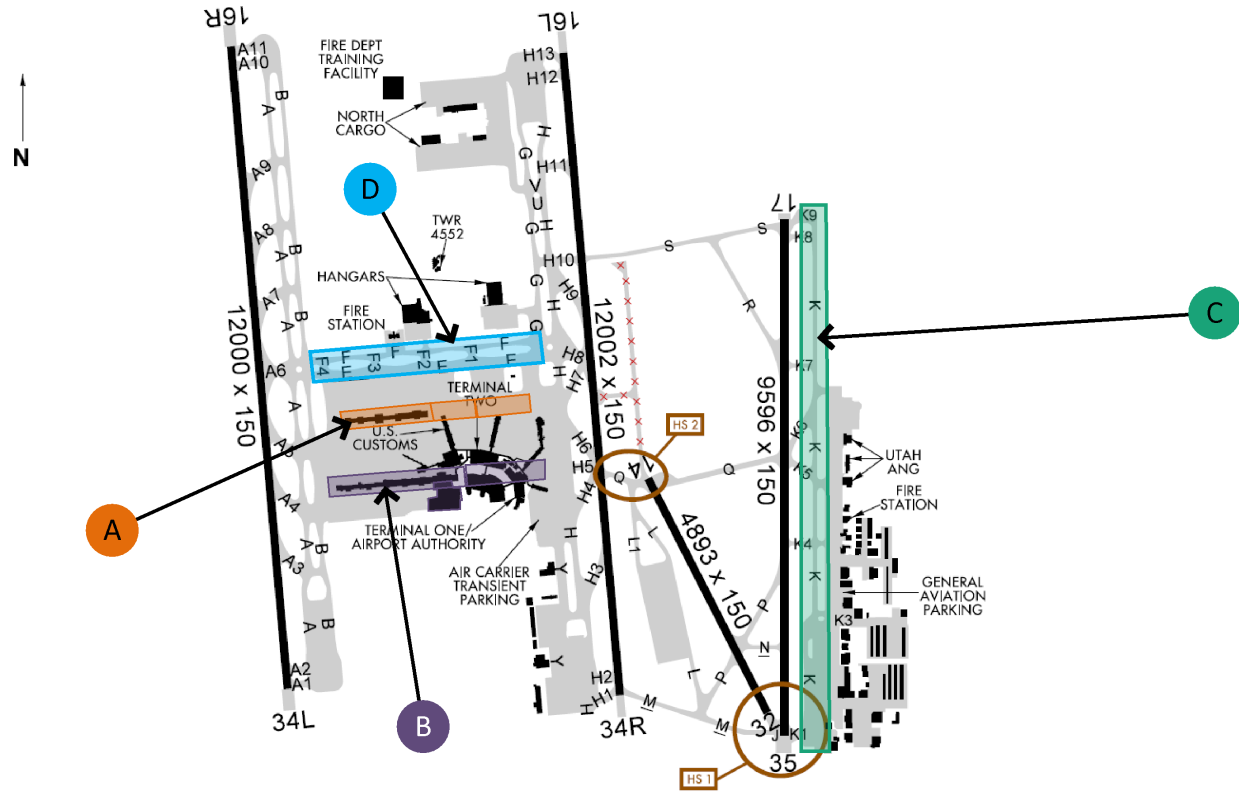 16R
16L
A11
A10
B
A
FIRE DEPT
TRAINING
FACILITY
H13
H12
N
NORTH
CARGO
H
G
A9
H11
V
U
D
A8
B
A
TWR
4552
G
H
17
K9
K8
S
S
H10
HANGARS
G
H9
A7
B
A
H
FIRE
STATION
G
R
K
C
12000 x 150
12002 x 150
9596 x 150
A6
F4
F
F
F
F3
F
F2
F
F1
F
F
F
H8
H7
H
K7
TERMINAL
TWO
A
U.S.
CUSTOMS
HS 2
A5
H6
H5
H4
Q
14
Q
K6
K
K5
UTAH
ANG
FIRE
STATION
A4
A
TERMINAL ONE/
AIRPORT AUTHORITY
H
L
L1
4893 x 150
K4
A
B
A3
AIR CARRIER
TRANSIENT
PARKING
Y
H3
K
GENERAL
AVIATION
PARKING
P
K3
B
A
N
Y
A2
A1
H2
H1
H
L
P
K
M
M
32
J
K1
34L
B
34R
35
HS 1